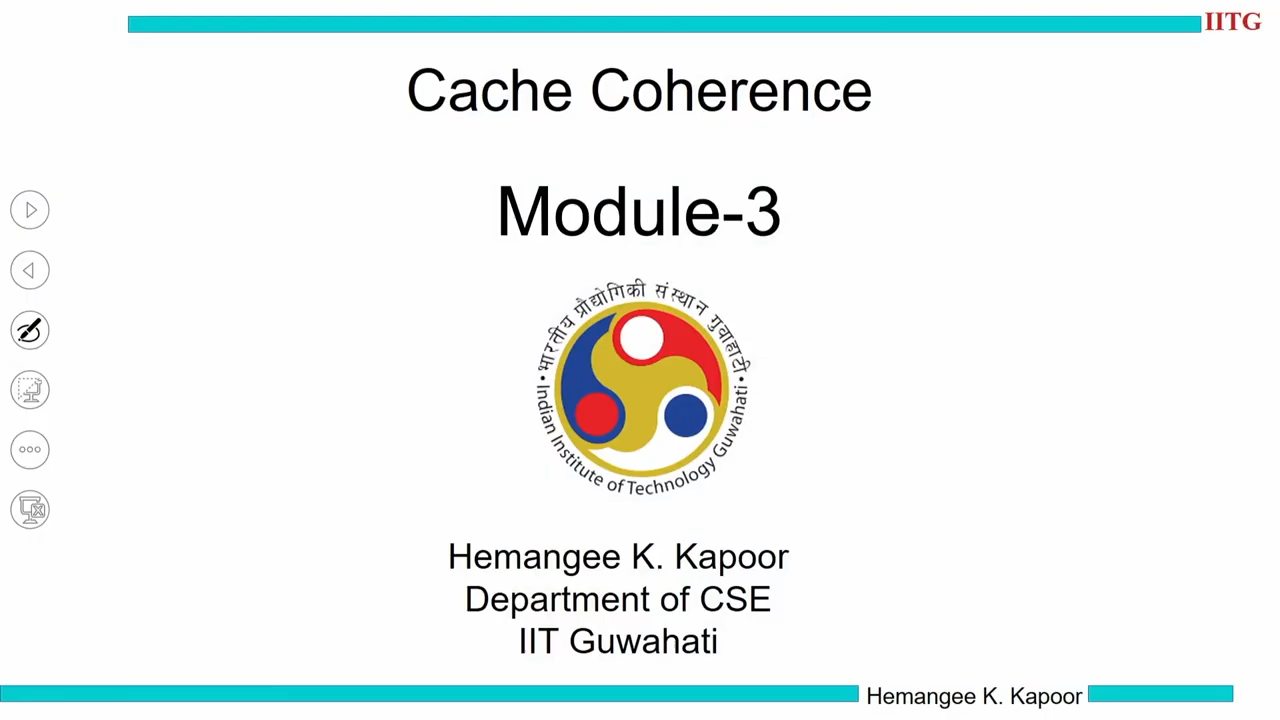 IITG
Cache Coherence
Module-3
भारतीय प्रौद्योगिकी संस्थान गुवाहाटी
Indian Institute of Technology Guwahati
Hemangee K. Kapoor
Department of CSE
IIT Guwahati
Hemangee K. Kapoor